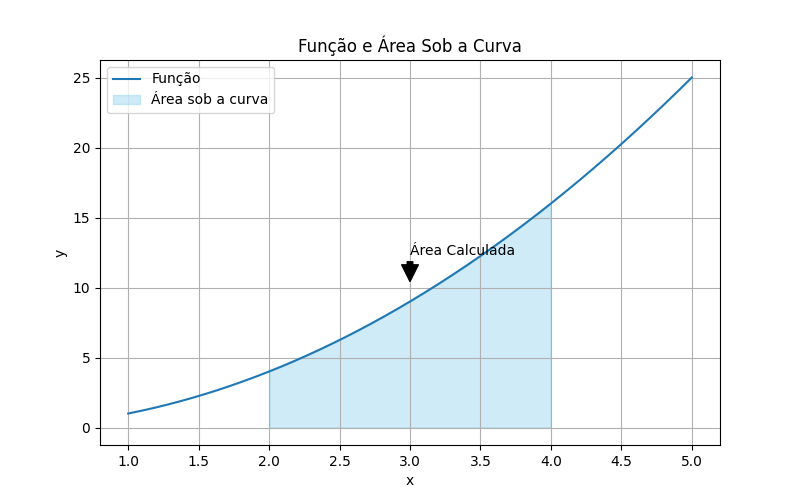 Função e Área Sob a Curva
Função
Área sob a curva
Área Calculada
y
25
20
15
10
5
0
1.0 1.5 2.0 2.5 3.0 3.5 4.0 4.5 5.0
x